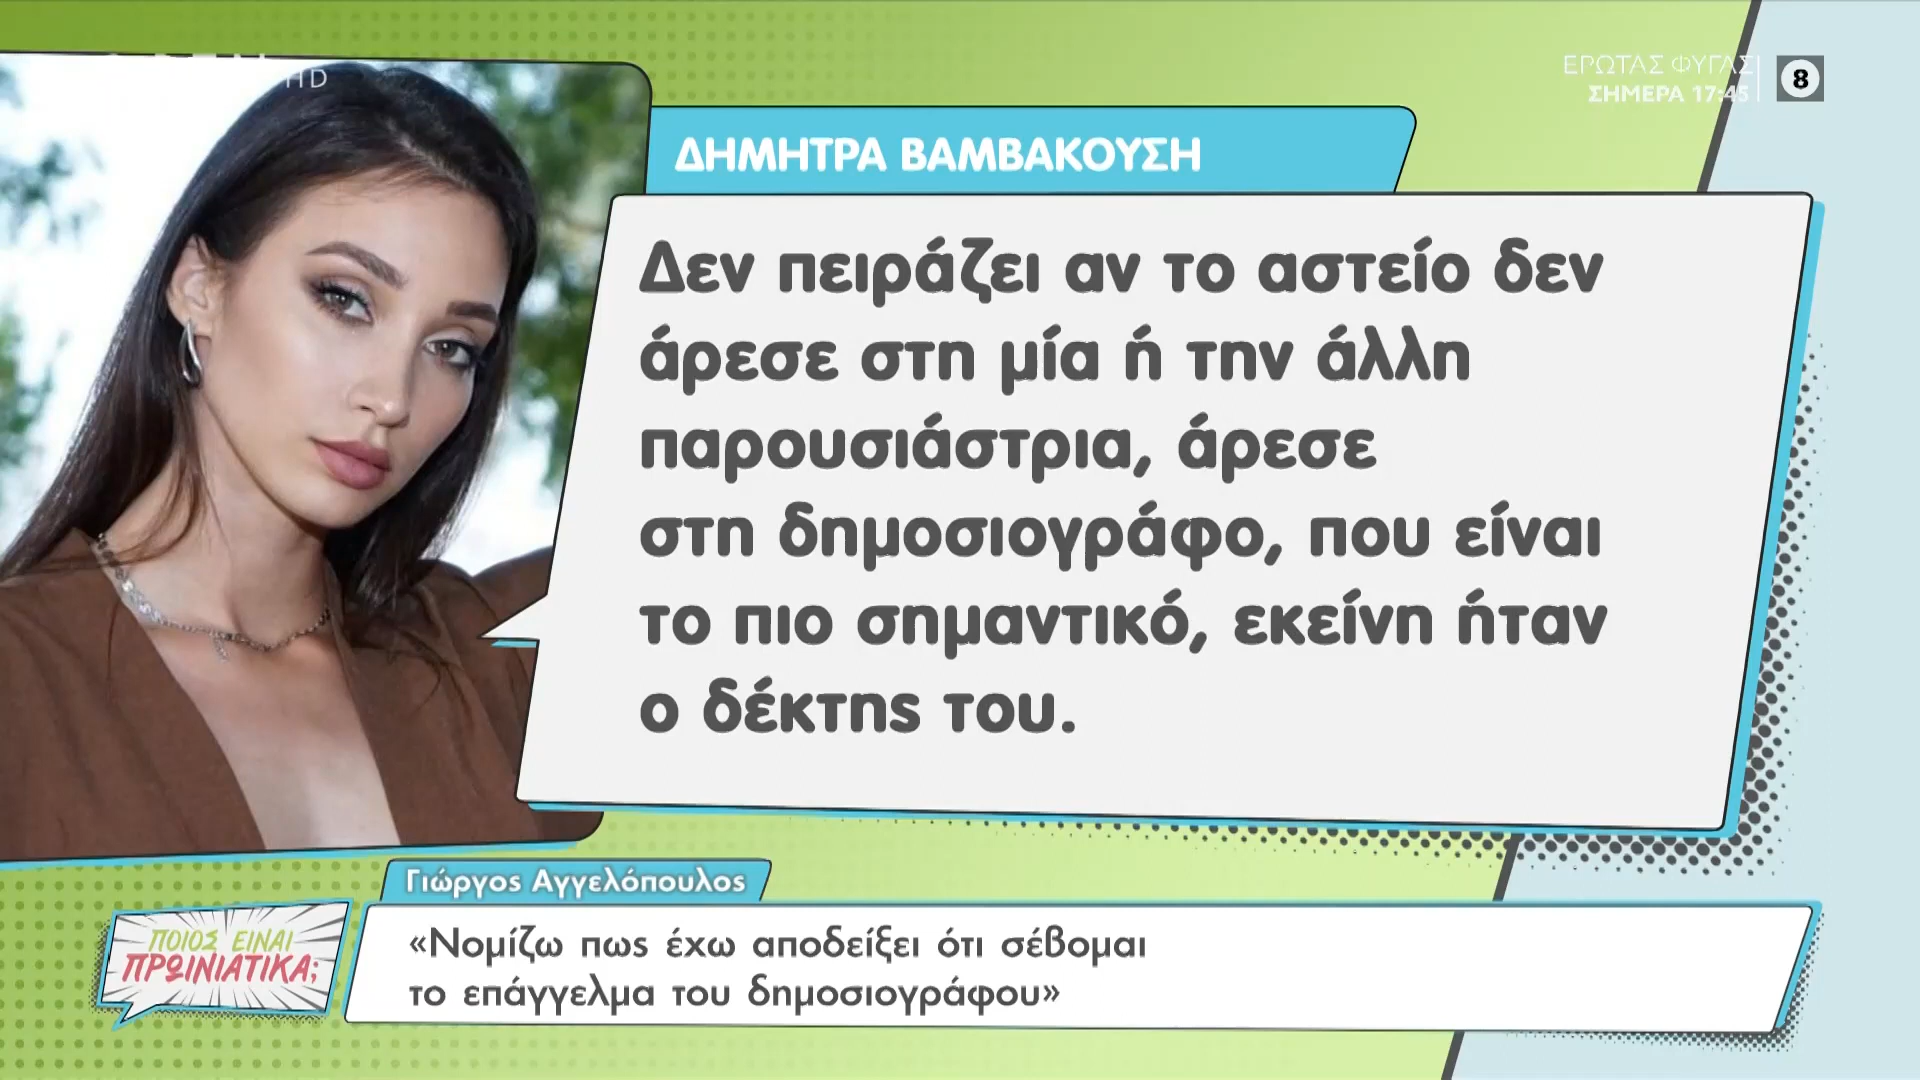 HD
ΕΡΩΤΑΣ ΦΥΓΑΣ
ΣΗΜΕΡΑ 17:45
8
ΔΗΜΗΤΡΑ ΒΑΜΒΑΚΟΥΣΗ
Δεν πειράζει αν το αστείο δεν
άρεσε στη μία ή την άλλη
παρουσιάστρια, άρεσε
στη δημοσιογράφο, που είναι
το πιο σημαντικό, εκείνη ήταν
ο δέκτης του.
Γιώργος Αγγελόπουλος
ΠΟΙΟΣ ΕΙΝΑΙ
ΠΡΩΙΝΙΑΤΙΚΑ;
«Νομίζω πως έχω αποδείξει ότι σέβομαι
το επάγγελμα του δημοσιογράφου»